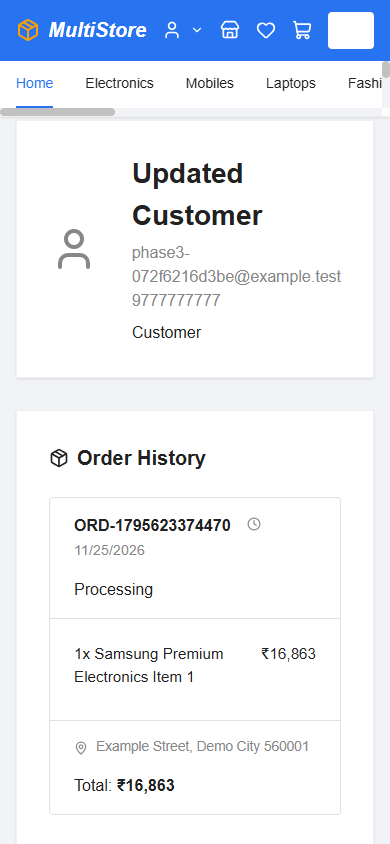 MultiStore
Home Electronics Mobiles Laptops Fashi
Updated
Customer
phase3-
072f6216d3be@example.test
9777777777
Customer
Order History
ORD-1795623374470
11/25/2026
Processing
1x Samsung Premium ₹16,863
Electronics Item 1
Example Street, Demo City 560001
Total: ₹16,863